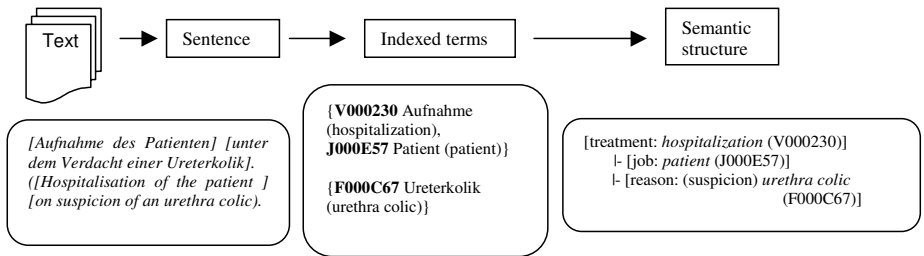 Text
Sentence
Indexed terms
Semantic
structure
[Aufnahme des Patienten] [unter
dem Verdacht einer Ureterkolik].
([Hospitalisation of the patient ]
[on suspicion of an urethra colic).
{V000230 Aufnahme
(hospitalization),
J000E57 Patient (patient)}
{F000C67 Ureterkolik
(urethra colic)}
[treatment: hospitalization (V000230)]
|- [job: patient (J000E57)]
|- [reason: (suspicion) urethra colic
(F000C67)]